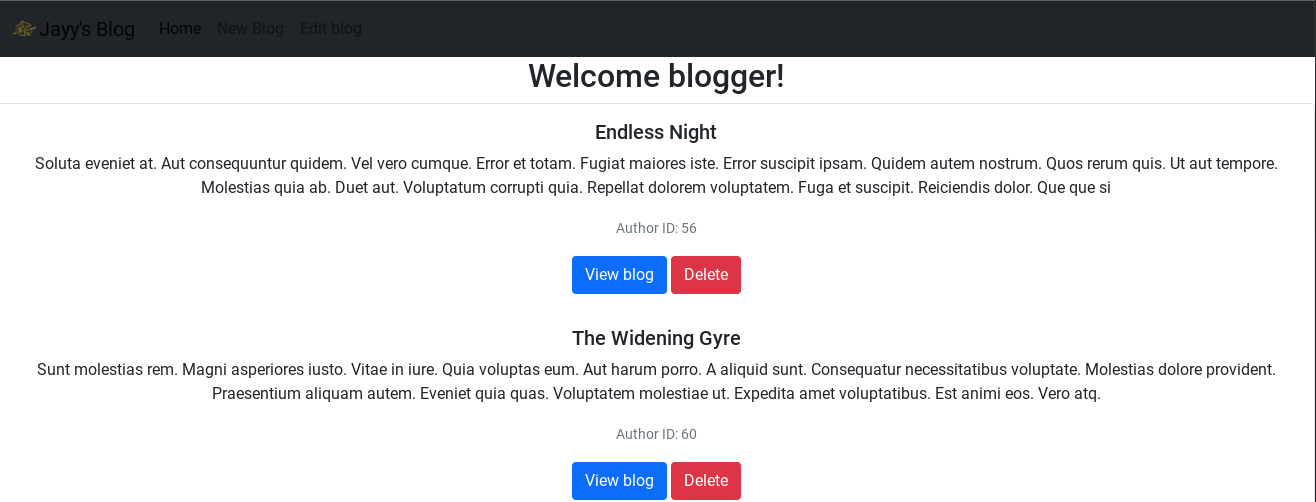 Jayy's Blog Home New Blog Edit blog
Welcome blogger!
Endless Night
Soluta eveniet at. Aut consequuntur quidem. Vel vero cumque. Error et totam. Fugiat maiores iste. Error suscipit ipsam. Quidem autem nostrum. Quos rerum quis. Ut aut tempore.
Molestias quia ab. Duet aut. Voluptatum corrupti quia. Repellat dolorem voluptatem. Fuga et suscipit. Reiciendis dolor. Que que si
Author ID: 56
View blog Delete
The Widening Gyre
Sunt molestias rem. Magni asperiores iusto. Vitae in iure. Quia voluptas eum. Aut harum porro. A aliquid sunt. Consequatur necessitatibus voluptate. Molestias dolore provident.
Praesentium aliquam autem. Eveniet quia quas. Voluptatem molestiae ut. Expedita amet voluptatibus. Est animi eos. Vero atq.
Author ID: 60
View blog Delete